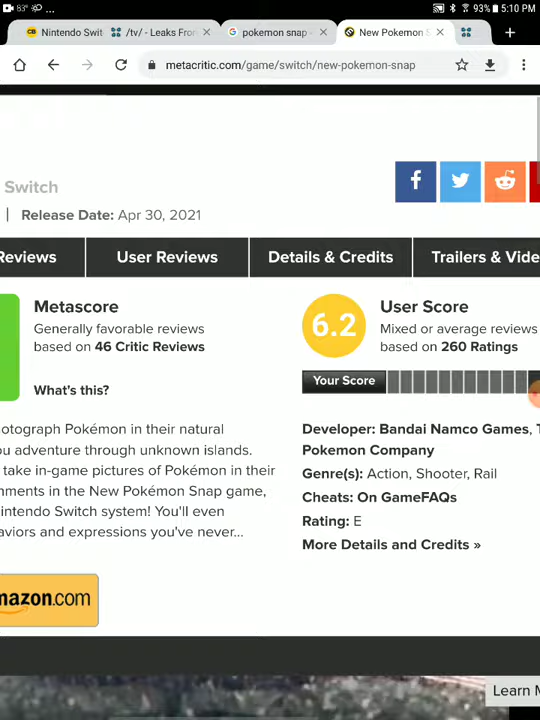 83° ... 93% 5:10 PM
Nintendo Swit /tv/ - Leaks Fro pokemon snap - New Pokemon S
metacritic.com/game/switch/new-pokemon-snap
Switch
| Release Date: Apr 30, 2021
Reviews User Reviews Details & Credits Trailers & Vide
Metascore
Generally favorable reviews
based on 46 Critic Reviews
What's this?
6.2
User Score
Mixed or average reviews
based on 260 Ratings
Your Score
otograph Pokémon in their natural
ou adventure through unknown islands.
take in-game pictures of Pokémon in their
nments in the New Pokémon Snap game,
intendo Switch system! You'll even
aviors and expressions you've never...
Developer: Bandai Namco Games, T
Pokemon Company
Genre(s): Action, Shooter, Rail
Cheats: On GameFAQs
Rating: E
More Details and Credits »
mazon.com
Learn M